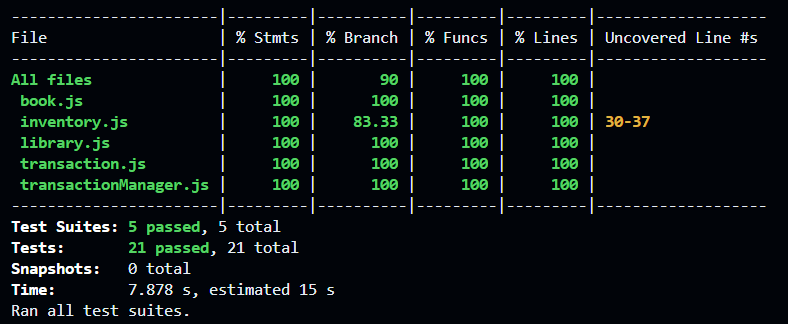 -----------------------|---------|----------|---------|---------|-------------------
File                   | % Stmts | % Branch | % Funcs | % Lines | Uncovered Line #s
-----------------------|---------|----------|---------|---------|-------------------
All files              |     100 |       90 |     100 |     100 |
 book.js               |     100 |      100 |     100 |     100 |
 inventory.js          |     100 |    83.33 |     100 |     100 | 30-37
 library.js            |     100 |      100 |     100 |     100 |
 transaction.js        |     100 |      100 |     100 |     100 |
 transactionManager.js |     100 |      100 |     100 |     100 |
-----------------------|---------|----------|---------|---------|-------------------
Test Suites: 5 passed, 5 total
Tests:       21 passed, 21 total
Snapshots:   0 total
Time:        7.878 s, estimated 15 s
Ran all test suites.